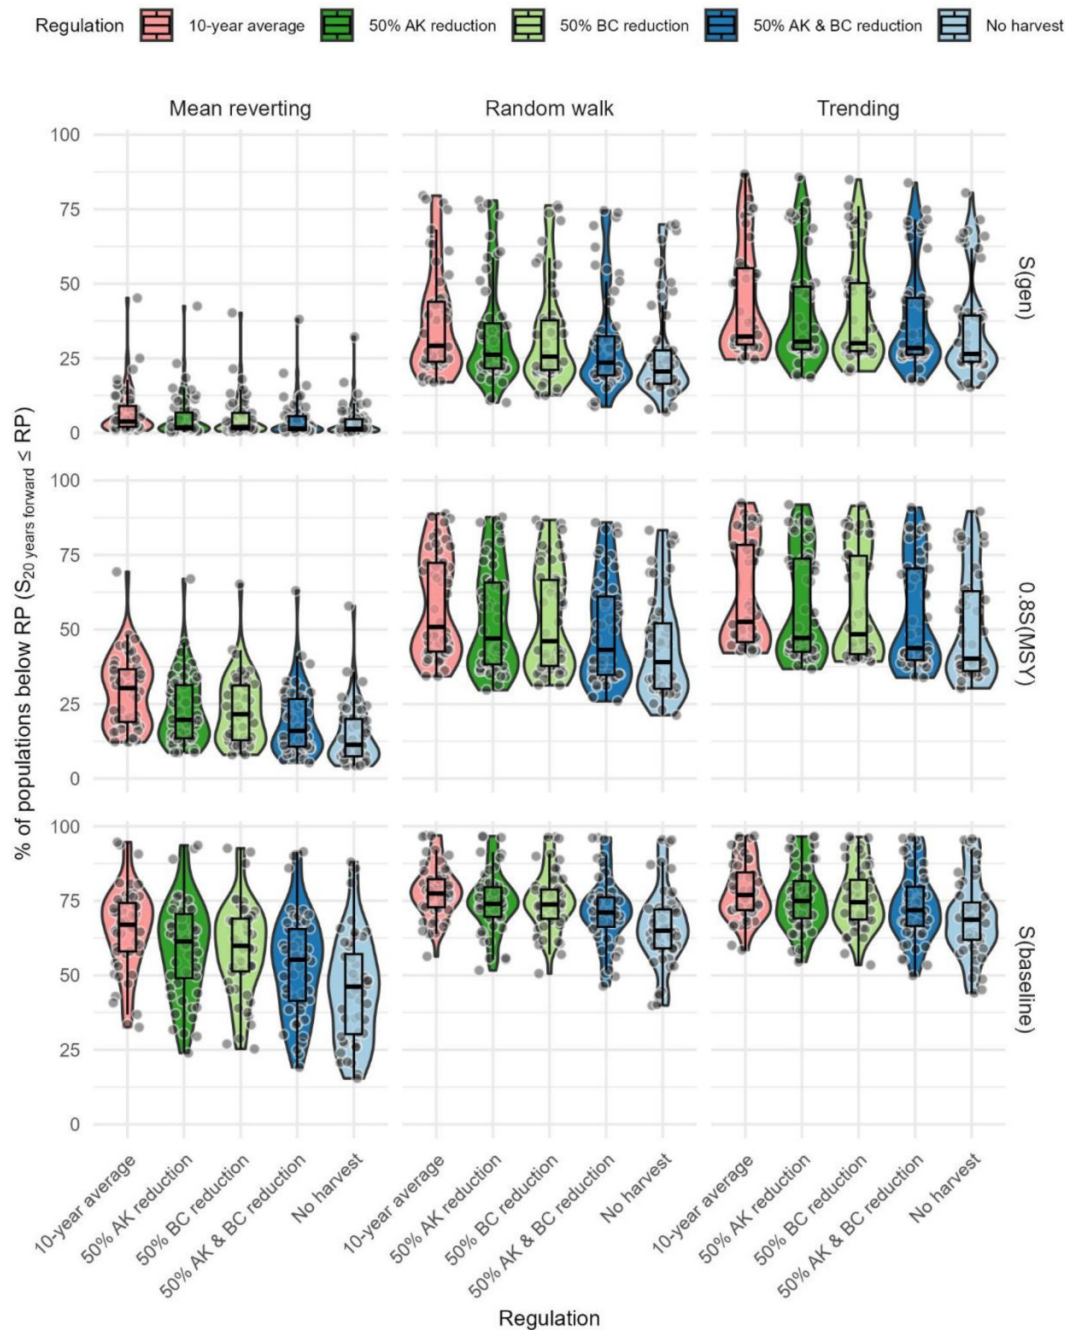 Regulation 10-year average 50% AK reduction 50% BC reduction 50% AK & BC reduction No harvest
Mean reverting Random walk Trending
% of populations below RP (S20 years forward ≤ RP)
100
75
50
25
0
S(gen)
100
75
50
25
0
0.8S(MSY)
100
75
50
25
0
S(baseline)
10-year average 50% AK reduction 50% BC reduction 50% AK & BC reduction No harvest
10-year average 50% AK reduction 50% BC reduction 50% AK & BC reduction No harvest
10-year average 50% AK reduction 50% BC reduction 50% AK & BC reduction No harvest
Regulation